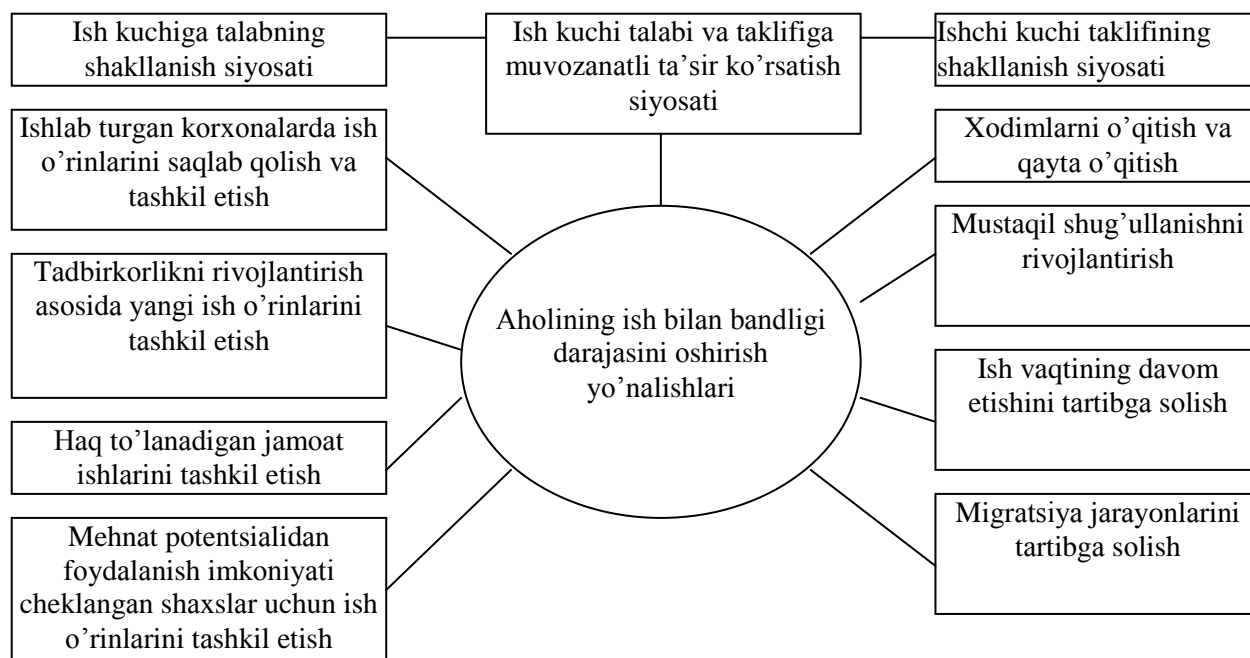 Ish kuchiga talabning
shakllanish siyosati
Ish kuchi talabi va taklifiga
muvozanatli ta'sir ko'rsatish
siyosati
Ishchi kuchi taklifining
shakllanish siyosati
Ishlab turgan korxonalarda ish
o’rinlarini saqlab qolish va
tashkil etish
Tadbirkorlikni rivojlantirish
asosida yangi ish o’rinlarini
tashkil etish
Haq to’lanadigan jamoat
ishlarini tashkil etish
Mehnat potentsialidan
foydalanish imkoniyati
cheklangan shaxslar uchun ish
o’rinlarini tashkil etish
Aholining ish bilan bandligi
darajasini oshirish
yo’nalishlari
Xodimlarni o’qitish va
qayta o’qitish
Mustaqil shug’ullanishni
rivojlantirish
Ish vaqtining davom
etishini tartibga solish
Migratsiya jarayonlarini
tartibga solish